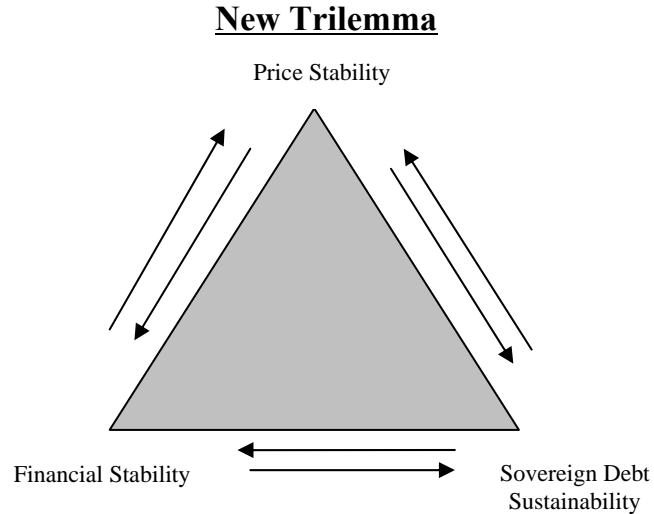 New Trilemma
Price Stability
Financial Stability
Sovereign Debt
Sustainability